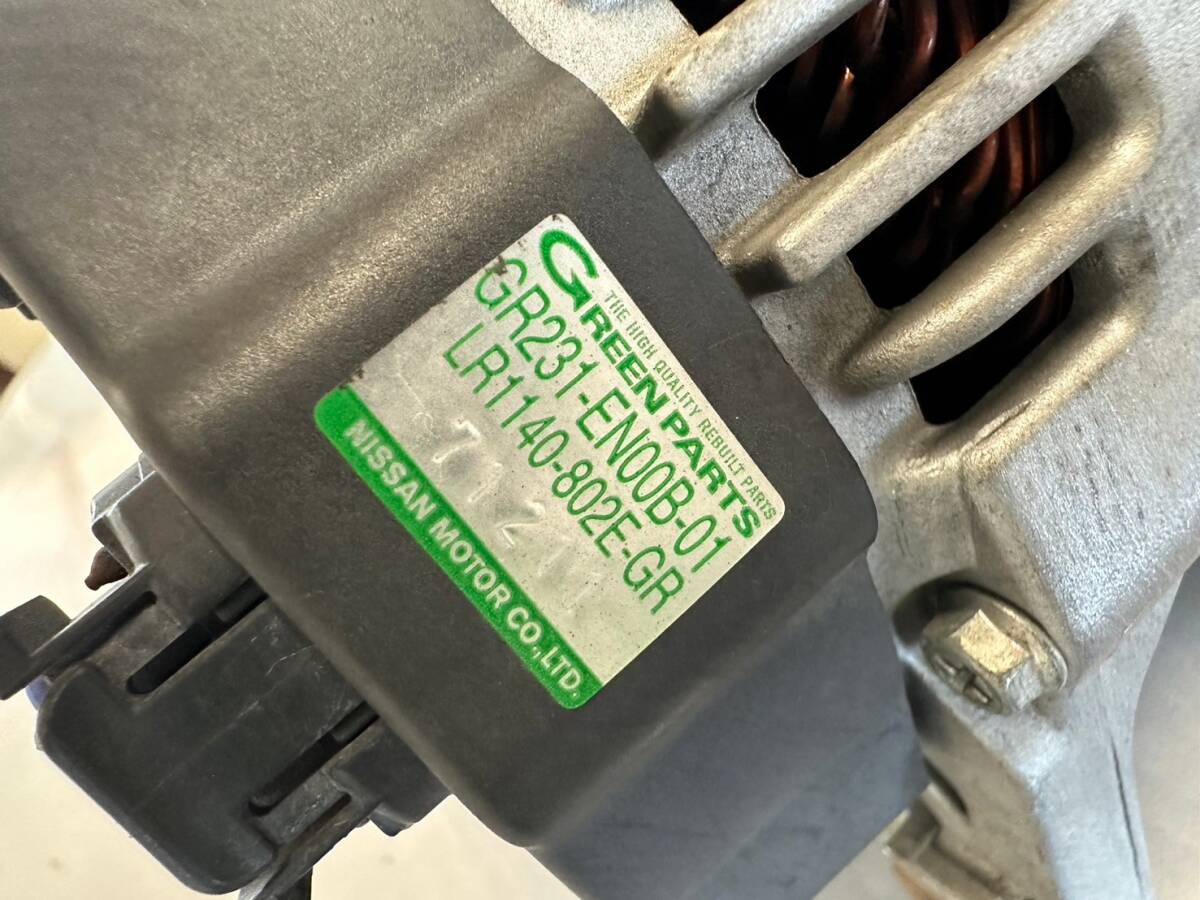 GREEN PARTS
THE HIGH QUALITY REBUILT PARTS
GR231-EN00B-01
LR1140-802E-GR
NISSAN MOTOR CO.,LTD.